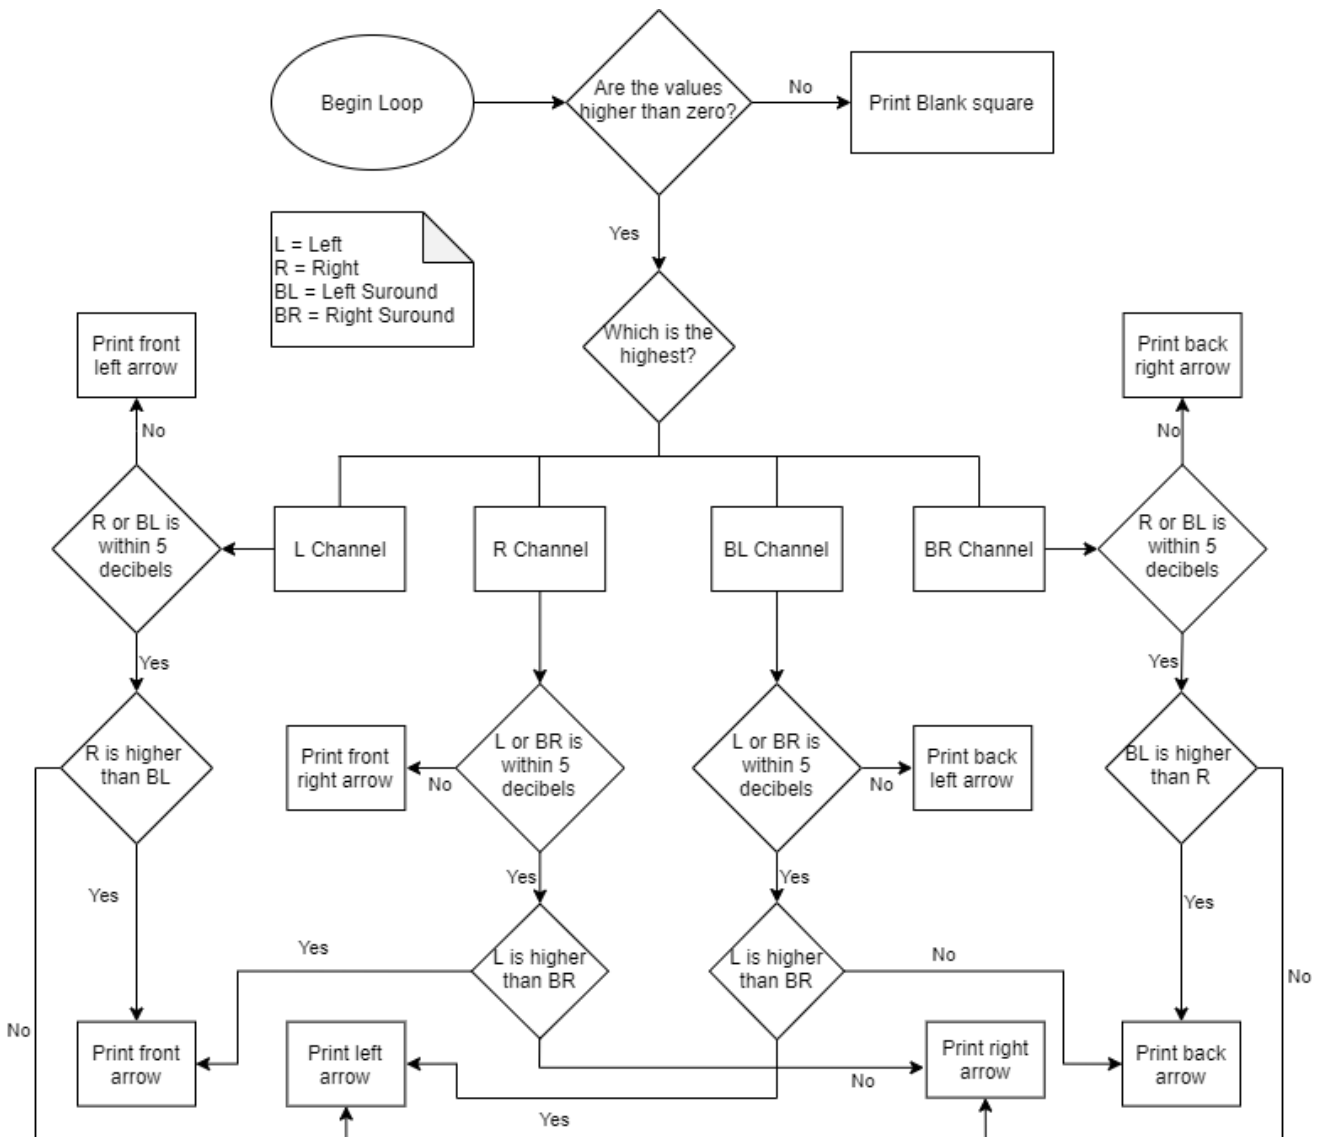 Begin Loop
Are the values
higher than zero?
No
Print Blank square
Yes
L = Left
R = Right
BL = Left Suround
BR = Right Suround
Which is the
highest?
Print front
left arrow
Print back
right arrow
No
No
R or BL is
within 5
decibels
L Channel
R Channel
BL Channel
BR Channel
R or BL is
within 5
decibels
Yes
Yes
R is higher
than BL
Print front
right arrow
No
L or BR is
within 5
decibels
L or BR is
within 5
decibels
No
Print back
left arrow
BL is higher
than R
Yes
Yes
Yes
Yes
Yes
L is higher
than BR
L is higher
than BR
No
No
No
Print front
arrow
Print left
arrow
Print right
arrow
Print back
arrow
No
Yes